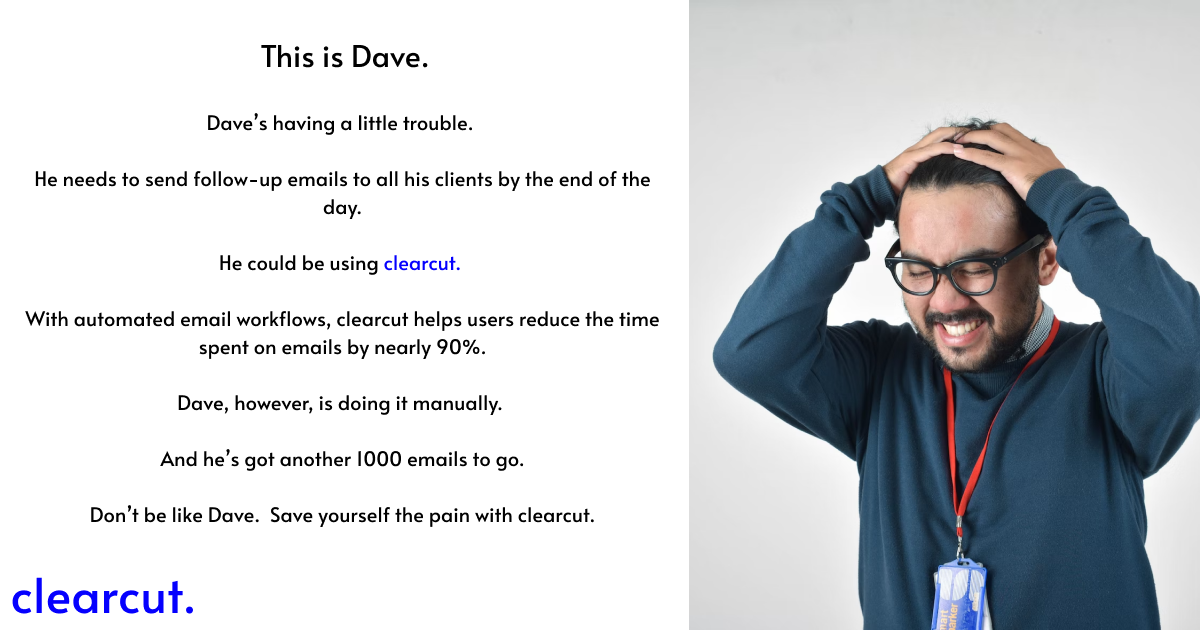 This is Dave.
Dave’s having a little trouble.
He needs to send follow-up emails to all his clients by the end of the
day.
He could be using clearcut.
With automated email workflows, clearcut helps users reduce the time
spent on emails by nearly 90%.
Dave, however, is doing it manually.
And he’s got another 1000 emails to go.
Don’t be like Dave.  Save yourself the pain with clearcut.
clearcut.